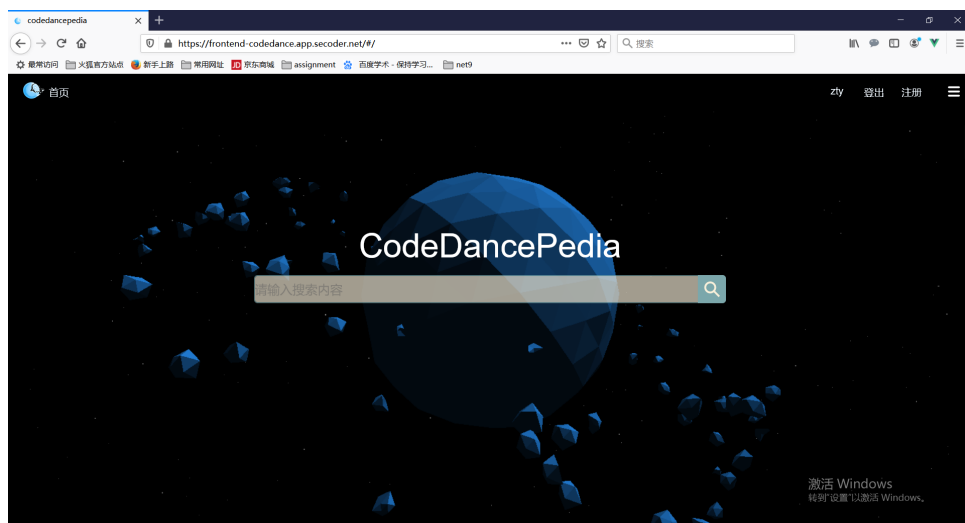 codedancepedia
https://frontend-codedance.app.secoder.net/#/
搜索
最常访问 火狐官方站点 新手上路 常用网址 JD 京东商城 assignment 百度学术 - 保持学习... net9
首页 zty 登出 注册
CodeDancePedia
请输入搜索内容
激活 Windows
转到"设置"以激活 Windows。